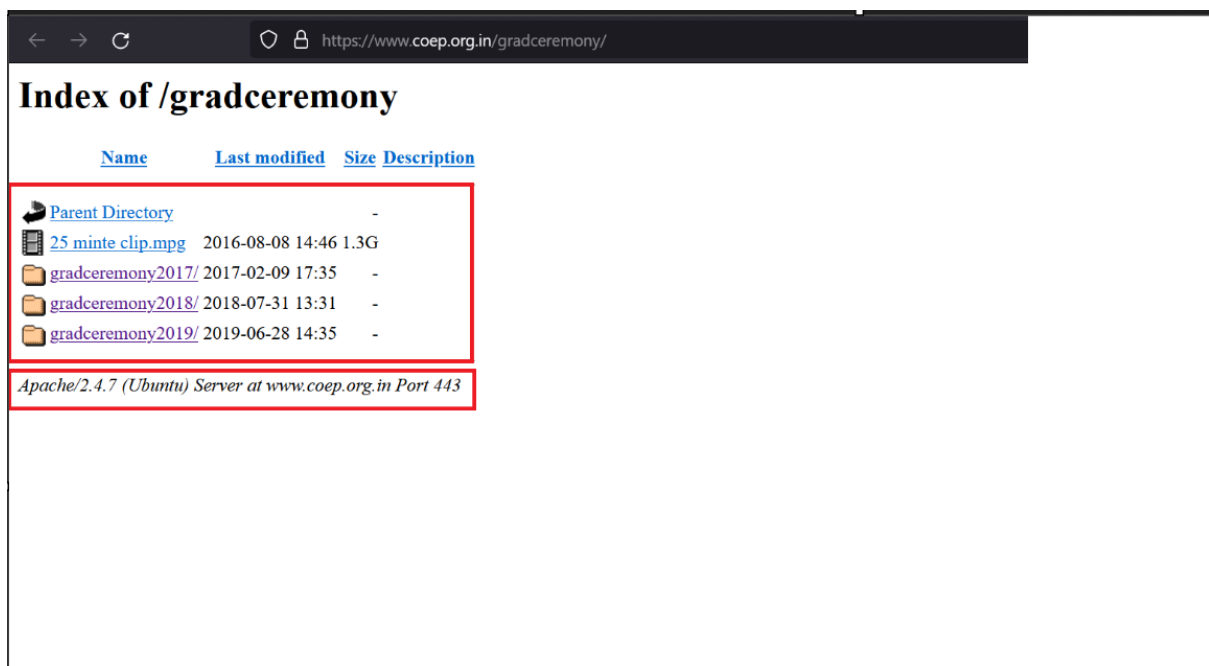 https://www.coep.org.in/gradceremony/
Index of /gradceremony
Name Last modified Size Description
Parent Directory -
25 minte clip.mpg 2016-08-08 14:46 1.3G
gradceremony2017/ 2017-02-09 17:35 -
gradceremony2018/ 2018-07-31 13:31 -
gradceremony2019/ 2019-06-28 14:35 -
Apache/2.4.7 (Ubuntu) Server at www.coep.org.in Port 443